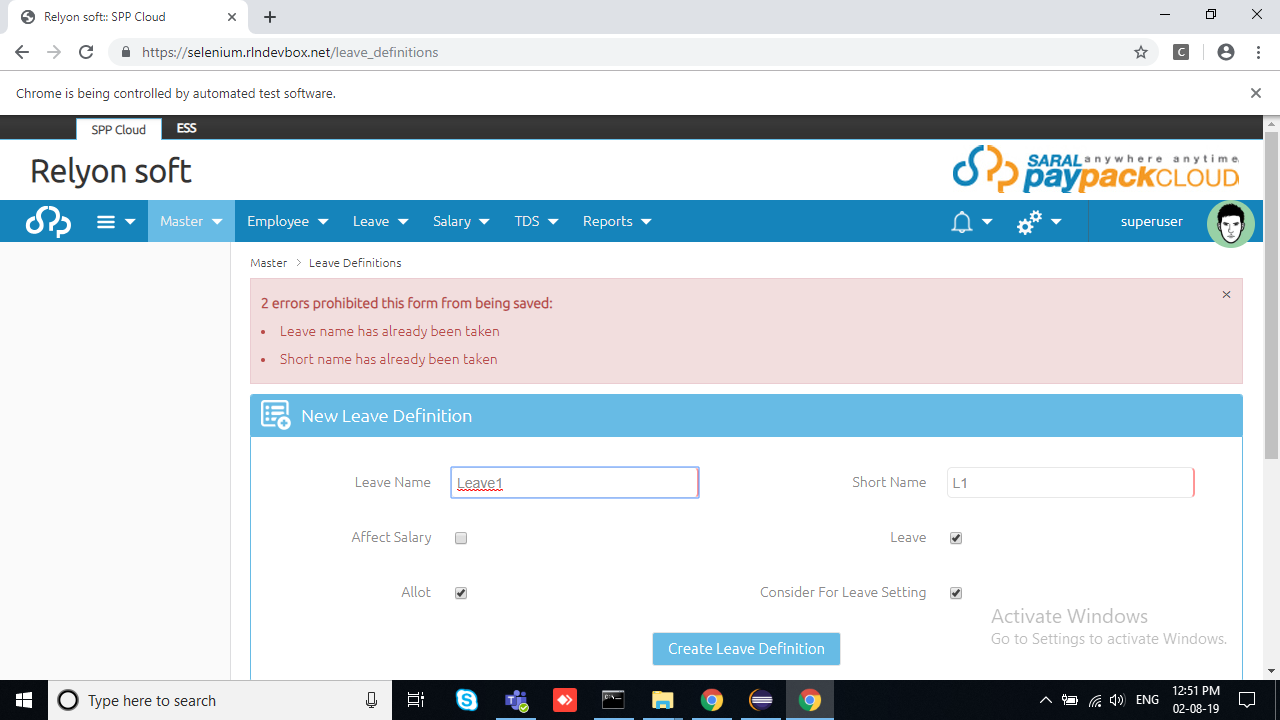 Relyon soft:: SPP Cloud
https://selenium.rlndevbox.net/leave_definitions
C
Chrome is being controlled by automated test software.
SPP Cloud ESS
Relyon soft
SARAL anywhere anytime
paypackCLOUD
Master Employee Leave Salary TDS Reports superuser
Master > Leave Definitions
2 errors prohibited this form from being saved:
• Leave name has already been taken
• Short name has already been taken
New Leave Definition
Leave Name Leave1 Short Name L1
Affect Salary Leave
Allot Consider For Leave Setting
Activate Windows
Go to Settings to activate Windows.
Create Leave Definition
Type here to search
ENG
12:51 PM
02-08-19